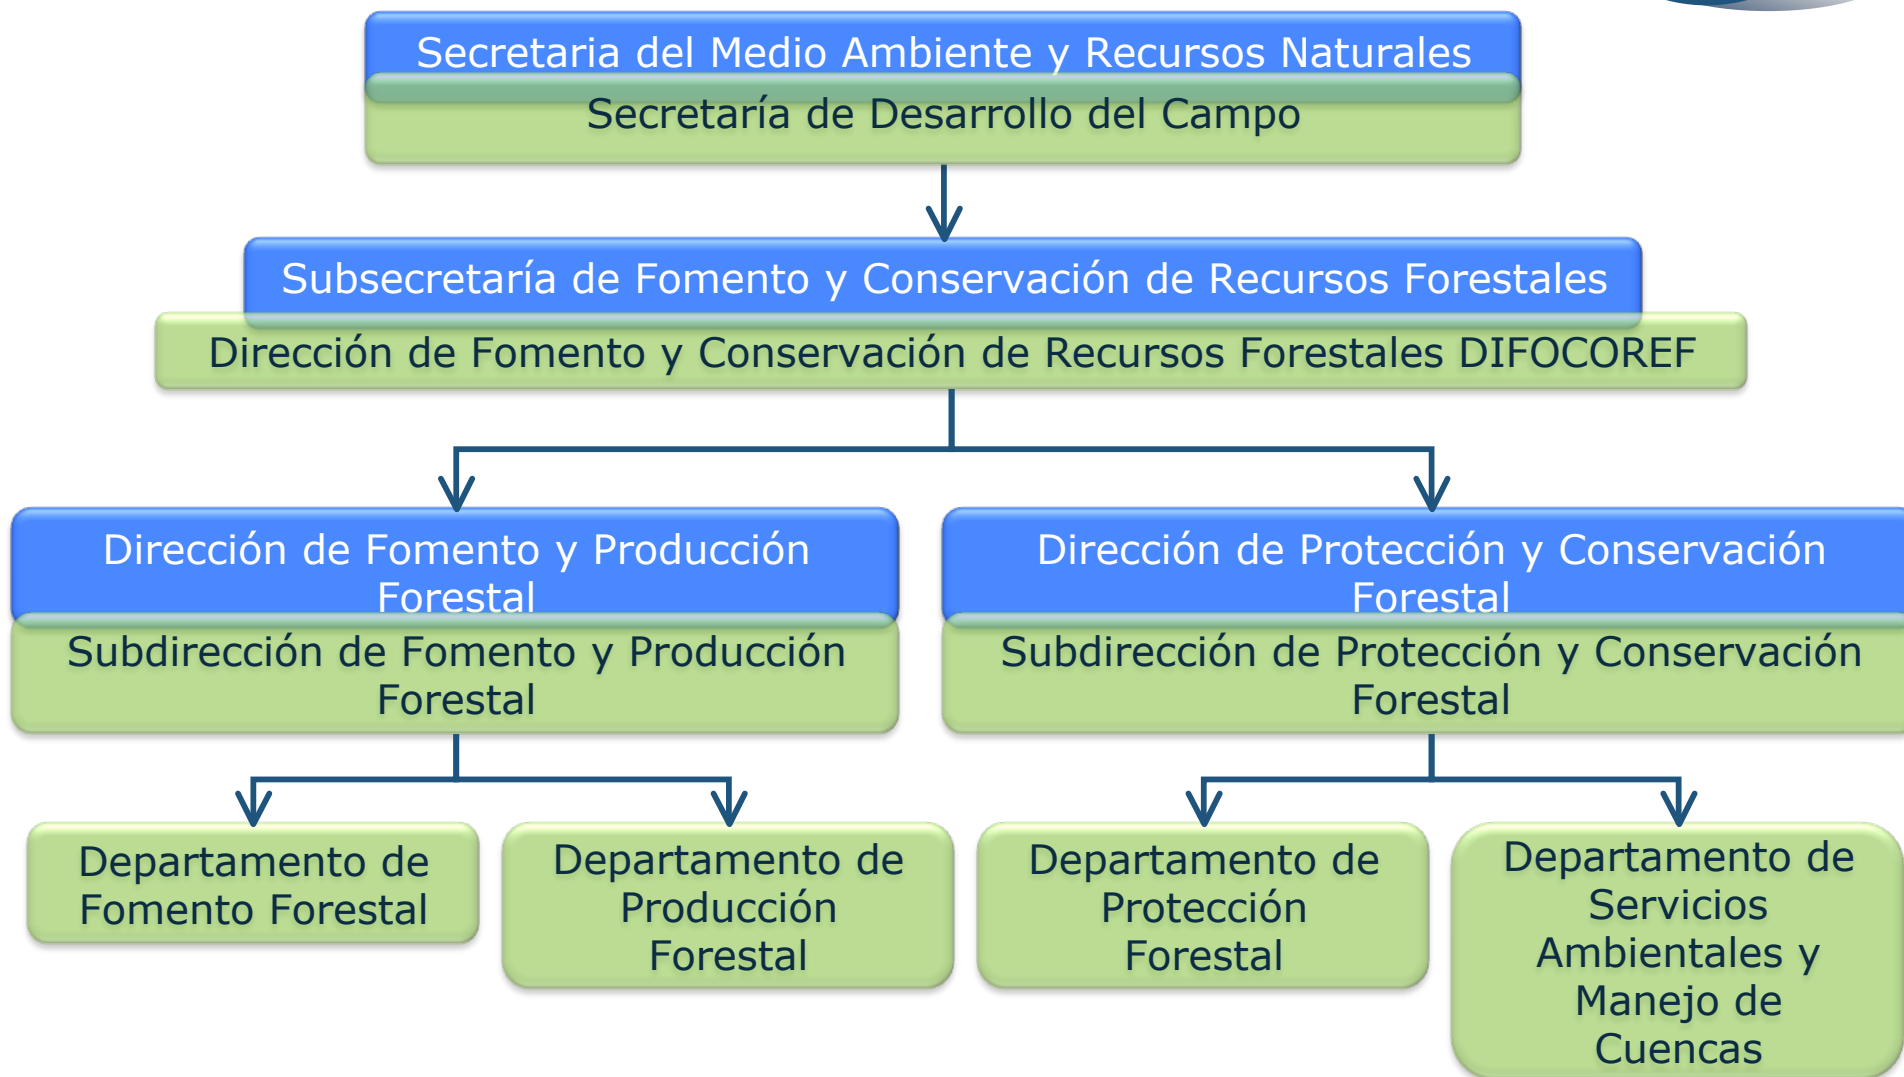 Secretaria del Medio Ambiente y Recursos Naturales
Secretaría de Desarrollo del Campo
Subsecretaría de Fomento y Conservación de Recursos Forestales
Dirección de Fomento y Conservación de Recursos Forestales DIFOCOREF
Dirección de Fomento y Producción
Forestal
Subdirección de Fomento y Producción
Forestal
Dirección de Protección y Conservación
Forestal
Subdirección de Protección y Conservación
Forestal
Departamento de
Fomento Forestal
Departamento de
Producción
Forestal
Departamento de
Protección
Forestal
Departamento de
Servicios
Ambientales y
Manejo de
Cuencas